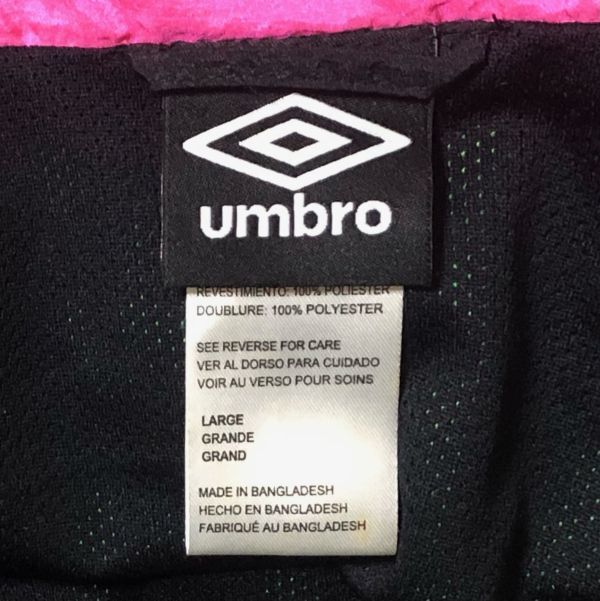 umbro
REVESTIMIENTO: 100% POLIESTER
DOUBLURE: 100% POLYESTER
SEE REVERSE FOR CARE
VER AL DORSO PARA CUIDADO
VOIR AU VERSO POUR SOINS
LARGE
GRANDE
GRAND
MADE IN BANGLADESH
HECHO EN BANGLADESH
FABRIQUÉ AU BANGLADESH